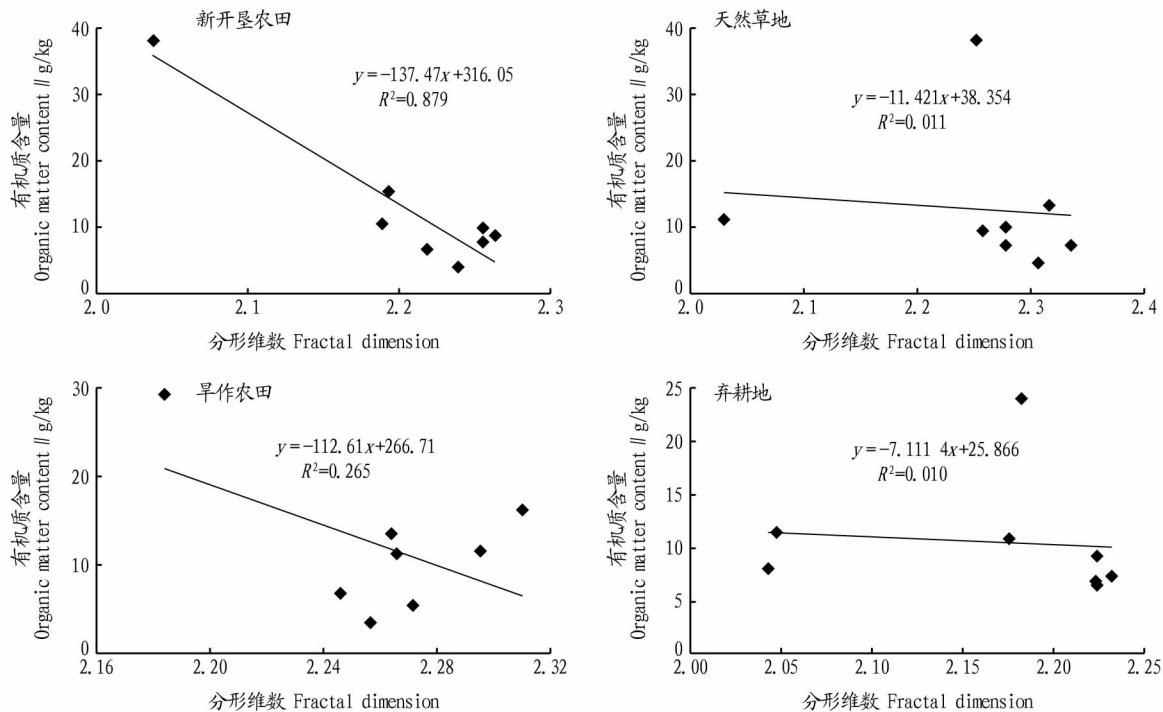 新开垦农田
y=-137.47x+316.05
R²=0.879
有机质含量
Organic matter content∥g/kg
40
30
20
10
0
2.0 2.1 2.2 2.3
分形维数 Fractal dimension
天然草地
y=-11.421x+38.354
R²=0.011
有机质含量
Organic matter content∥g/kg
40
30
20
10
0
2.0 2.1 2.2 2.3 2.4
分形维数 Fractal dimension
旱作农田
y=-112.61x+266.71
R²=0.265
有机质含量
Organic matter content∥g/kg
30
20
10
0
2.16 2.20 2.24 2.28 2.32
分形维数 Fractal dimension
弃耕地
y=-7.111 4x+25.866
R²=0.010
有机质含量
Organic matter content∥g/kg
25
20
15
10
5
0
2.00 2.05 2.10 2.15 2.20 2.25
分形维数 Fractal dimension